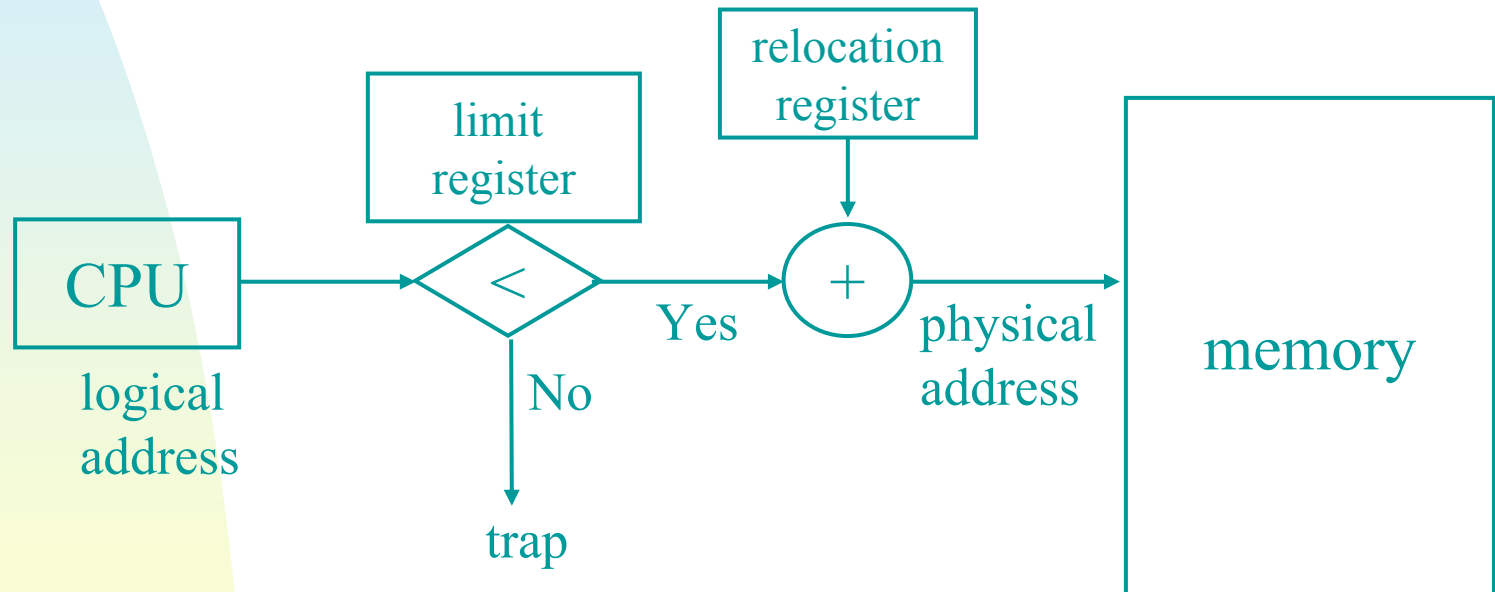 relocation
register
limit
register
CPU
<
+
Yes
physical
address
memory
logical
address
No
trap